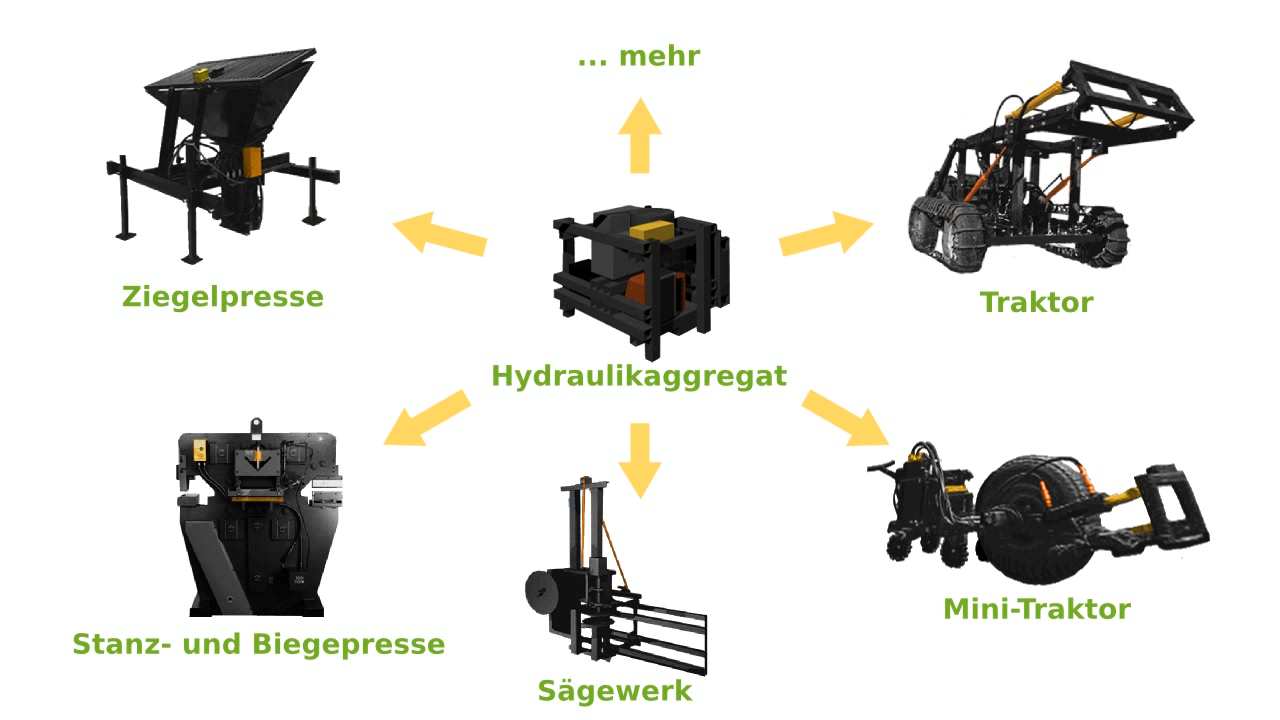 ... mehr
Ziegelpresse
Traktor
Hydraulikaggregat
Mini-Traktor
Stanz- und Biegepresse
Sägewerk